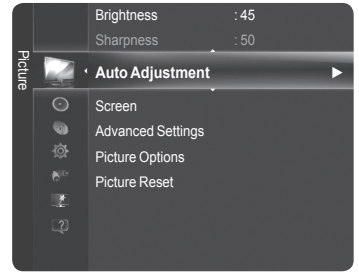 Picture
Brightness : 45
Sharpness : 50
Auto Adjustment
Screen
Advanced Settings
Picture Options
Picture Reset